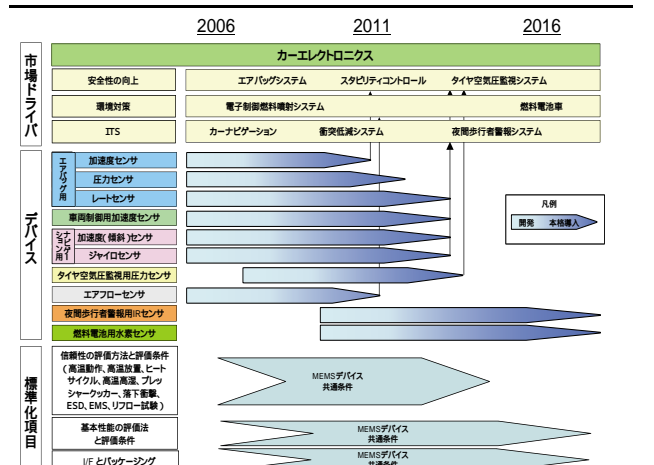 2006 2011 2016
市場ドライバ
カーエレクトロニクス
安全性の向上 エアバッグシステム スタビリティコントロール タイヤ空気圧監視システム
環境対策 電子制御燃料噴射システム 燃料電池車
ITS カーナビゲーション 衝突低減システム 夜間歩行者警報システム
デバイス
エアバッグ用
加速度センサ
圧力センサ
レートセンサ
車両制御用加速度センサ
ナビゲーション用
加速度(傾斜)センサ
ジャイロセンサ
タイヤ空気圧監視用圧力センサ
エアフローセンサ
夜間歩行者警報用IRセンサ
燃料電池用水素センサ
凡例
開発 本格導入
標準化項目
信頼性の評価方法と評価条件
(高温動作、高温放置、ヒート
サイクル、高温高湿、プレッ
シャークッカー、落下衝撃、
ESD、EMS、リフロー試験)
MEMSデバイス
共通条件
基本性能の評価法
と評価条件
MEMSデバイス
共通条件
I/Fとパッケージング
MEMSデバイス
共通条件